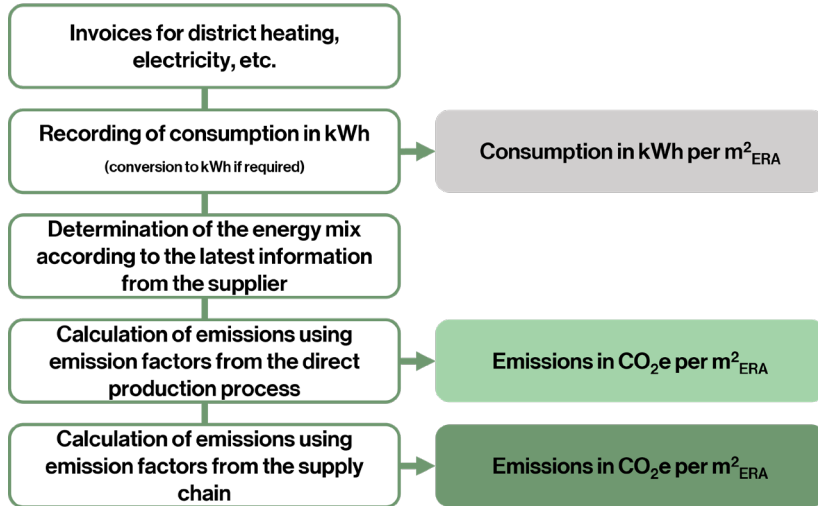 Invoices for district heating,
electricity, etc.
Recording of consumption in kWh
(conversion to kWh if required)
Consumption in kWh per m²ERA
Determination of the energy mix
according to the latest information
from the supplier
Calculation of emissions using
emission factors from the direct
production process
Emissions in CO₂e per m²ERA
Calculation of emissions using
emission factors from the supply
chain
Emissions in CO₂e per m²ERA